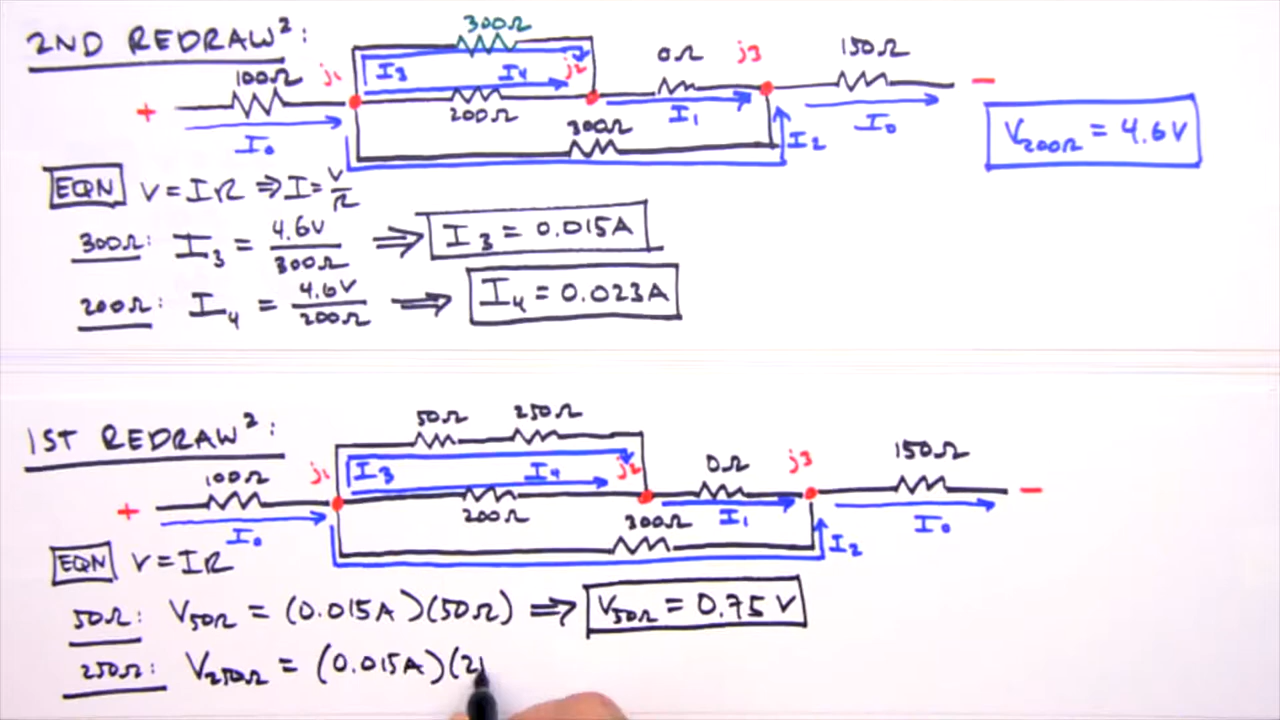 2ND REDRAW²:
300Ω
100Ω j₁ I₃ I₄ j₂ 0Ω j3 150Ω
+ 200Ω I₁ −
I₀ 300Ω I₂ I₀
V200Ω = 4.6V
EQN V = IR ⇒ I = V/R
300Ω: I₃ = 4.6V/300Ω ⇒ I₃ = 0.015A
200Ω: I₄ = 4.6V/200Ω ⇒ I₄ = 0.023A
1ST REDRAW²:
50Ω 250Ω
100Ω j₁ I₃ I₄ j2 0Ω j3 150Ω
+ 200Ω I₁ −
I₀ 300Ω I₂ I₀
EQN V = IR
50Ω: V50Ω = (0.015A)(50Ω) ⇒ V50Ω = 0.75 V
250Ω: V250Ω = (0.015A)(2